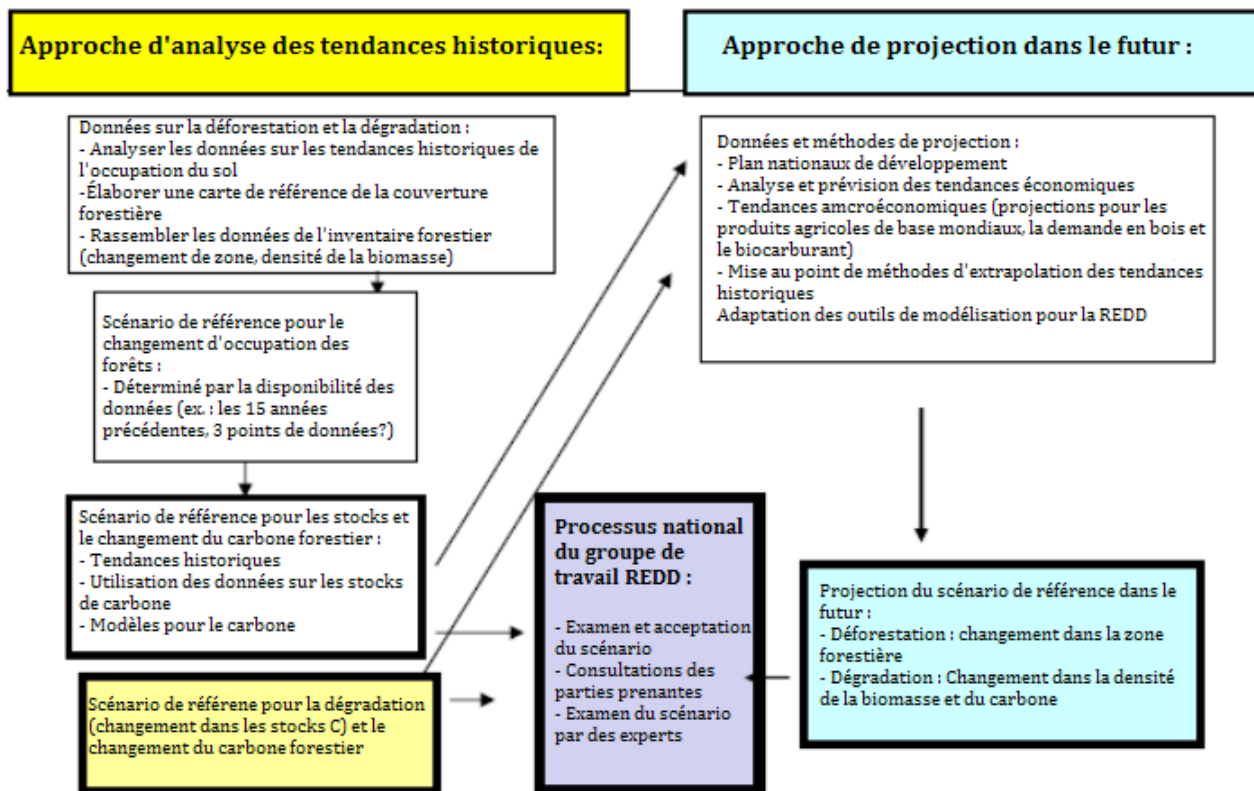 Approche d'analyse des tendances historiques:
Approche de projection dans le futur :
Données sur la déforestation et la dégradation :
- Analyser les données sur les tendances historiques de
l'occupation du sol
-Élaborer une carte de référence de la couverture
forestière
- Rassembler les données de l'inventaire forestier
(changement de zone, densité de la biomasse)
Scénario de référence pour le
changement d'occupation des
forêts :
- Déterminé par la disponibilité des
données (ex. : les 15 années
précédentes, 3 points de données?)
Scénario de référence pour les stocks et
le changement du carbone forestier :
- Tendances historiques
- Utilisation des données sur les stocks
de carbone
- Modèles pour le carbone
Scénario de référene pour la dégradation
(changement dans les stocks C) et le
changement du carbone forestier
Processus national
du groupe de
travail REDD :
- Examen et acceptation
du scénario
- Consultations des
parties prenantes
- Examen du scénario
par des experts
Données et méthodes de projection :
- Plan nationaux de développement
- Analyse et prévision des tendances économiques
- Tendances amcroéconomiques (projections pour les
produits agricoles de base mondiaux, la demande en bois et
le biocarburant)
- Mise au point de méthodes d'extrapolation des tendances
historiques
Adaptation des outils de modélisation pour la REDD
Projection du scénario de référence dans le
futur :
- Déforestation : changement dans la zone
forestière
- Dégradation : Changement dans la densité
de la biomasse et du carbone